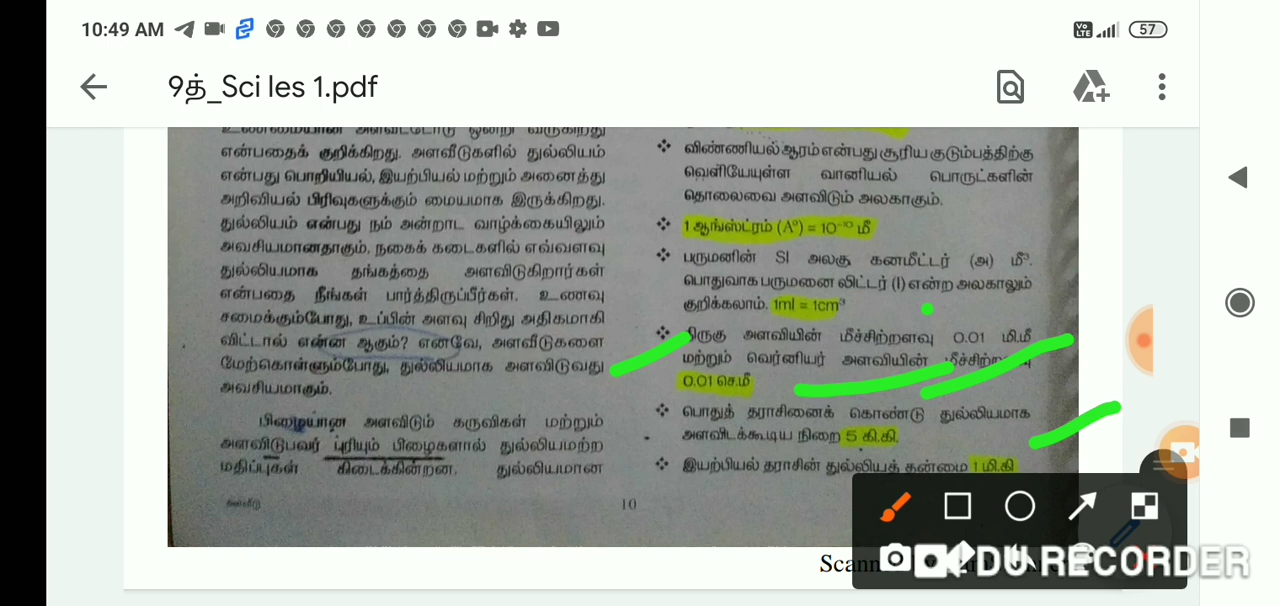 10:49 AM
57
9த்_Sci les 1.pdf
என்பதைக் குறிக்கிறது. அளவீடுகளில் துல்லியம்
என்பது பொறியியல், இயற்பியல் மற்றும் அனைத்து
அறிவியல் பிரிவுகளுக்கும் மையமாக இருக்கிறது.
துல்லியம் என்பது நம் அன்றாட வாழ்க்கையிலும்
அவசியமானதாகும். நகைக் கடைகளில் எவ்வளவு
துல்லியமாக தங்கத்தை அளவிடுகிறார்கள்
என்பதை நீங்கள் பார்த்திருப்பீர்கள். உணவு
சமைக்கும்போது, உப்பின் அளவு சிறிது அதிகமாகி
விட்டால் என்ன ஆகும்? எனவே, அளவீடுகளை
மேற்கொள்ளும்போது, துல்லியமாக அளவிடுவது
அவசியமாகும்.
பிழையான அளவிடும் கருவிகள் மற்றும்
அளவிடுபவர் புரியும் பிழைகளால் துல்லியமற்ற
மதிப்புகள் கிடைக்கின்றன. துல்லியமான
❖ விண்ணியல் ஆரம் என்பது சூரிய குடும்பத்திற்கு
வெளியேயுள்ள வானியல் பொருட்களின்
தொலைவை அளவிடும் அலகாகும்.
❖ 1 ஆங்ஸ்ட்ரம் (A°) = 10⁻¹⁰ மீ
❖ பருமனின் SI அலகு கனமீட்டர் (அ) மீ³.
பொதுவாக பருமனை லிட்டர் (l) என்ற அலகாலும்
குறிக்கலாம். 1ml = 1cm³
❖ திருகு அளவியின் மீச்சிற்றளவு 0.01 மி.மீ
மற்றும் வெர்னியர் அளவியின்
0.01 செ.மீ
❖ பொதுத் தராசினைக் கொண்டு துல்லியமாக
அளவிடக்கூடிய நிறை 5 கி.கி.
❖ இயற்பியல் தராசின் துல்லியத் தன்மை 1 மி.கி
அளவீடு
10
DU RECORDER